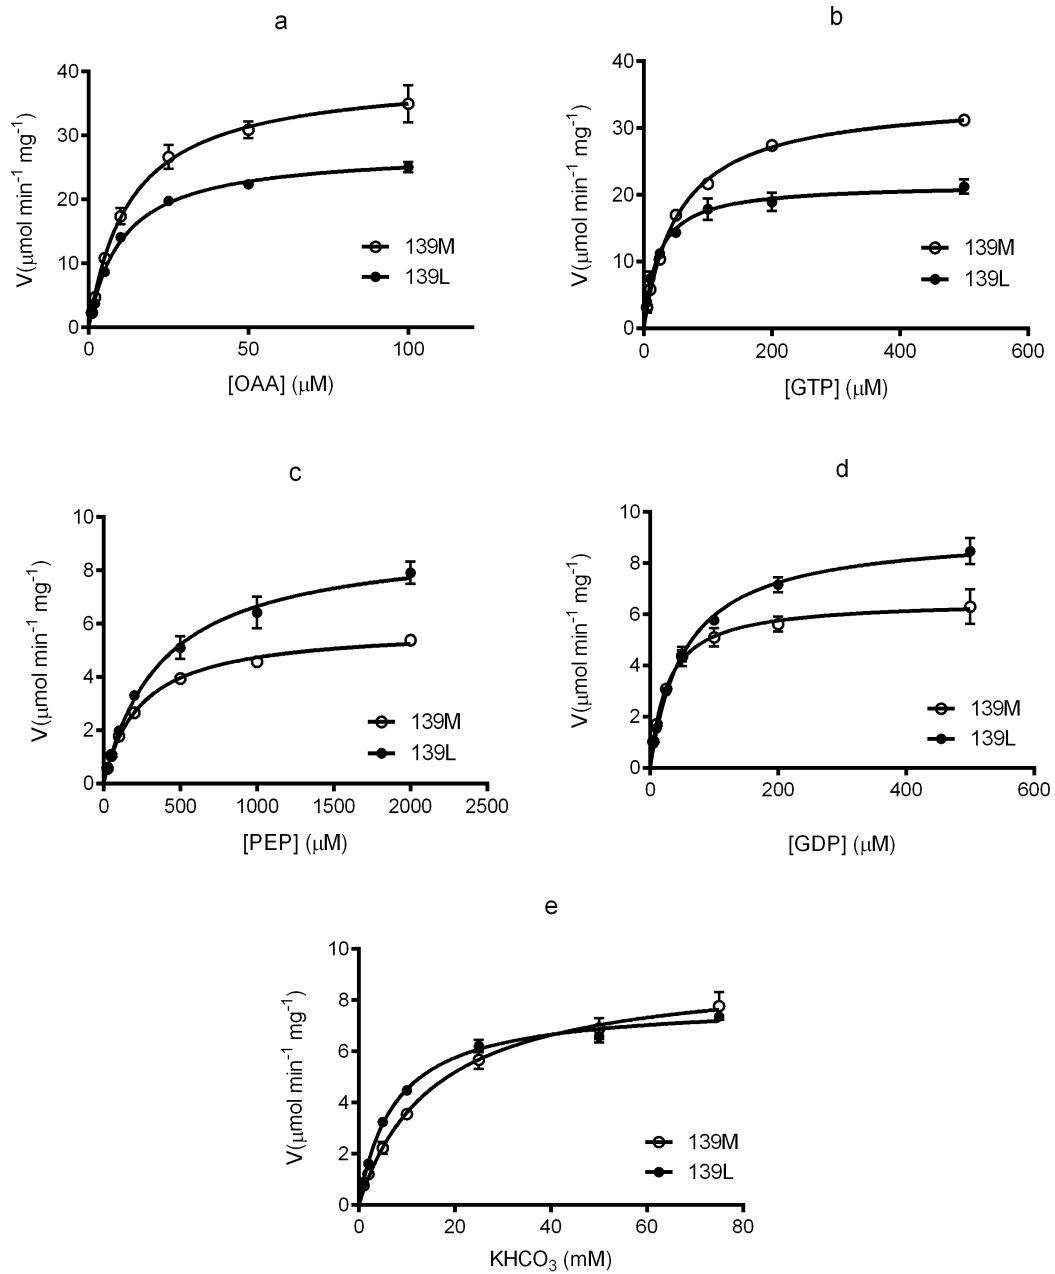 a
V(μmol min⁻¹ mg⁻¹)
40
30
20
10
0
0 50 100
[OAA] (μM)
139M
139L
b
V(μmol min⁻¹ mg⁻¹)
40
30
20
10
0
0 200 400 600
[GTP] (μM)
139M
139L
c
V(μmol min⁻¹ mg⁻¹)
10
8
6
4
2
0
0 500 1000 1500 2000 2500
[PEP] (μM)
139M
139L
d
V(μmol min⁻¹ mg⁻¹)
10
8
6
4
2
0
0 200 400 600
[GDP] (μM)
139M
139L
e
V(μmol min⁻¹ mg⁻¹)
10
8
6
4
2
0
0 20 40 60 80
KHCO₃ (mM)
139M
139L